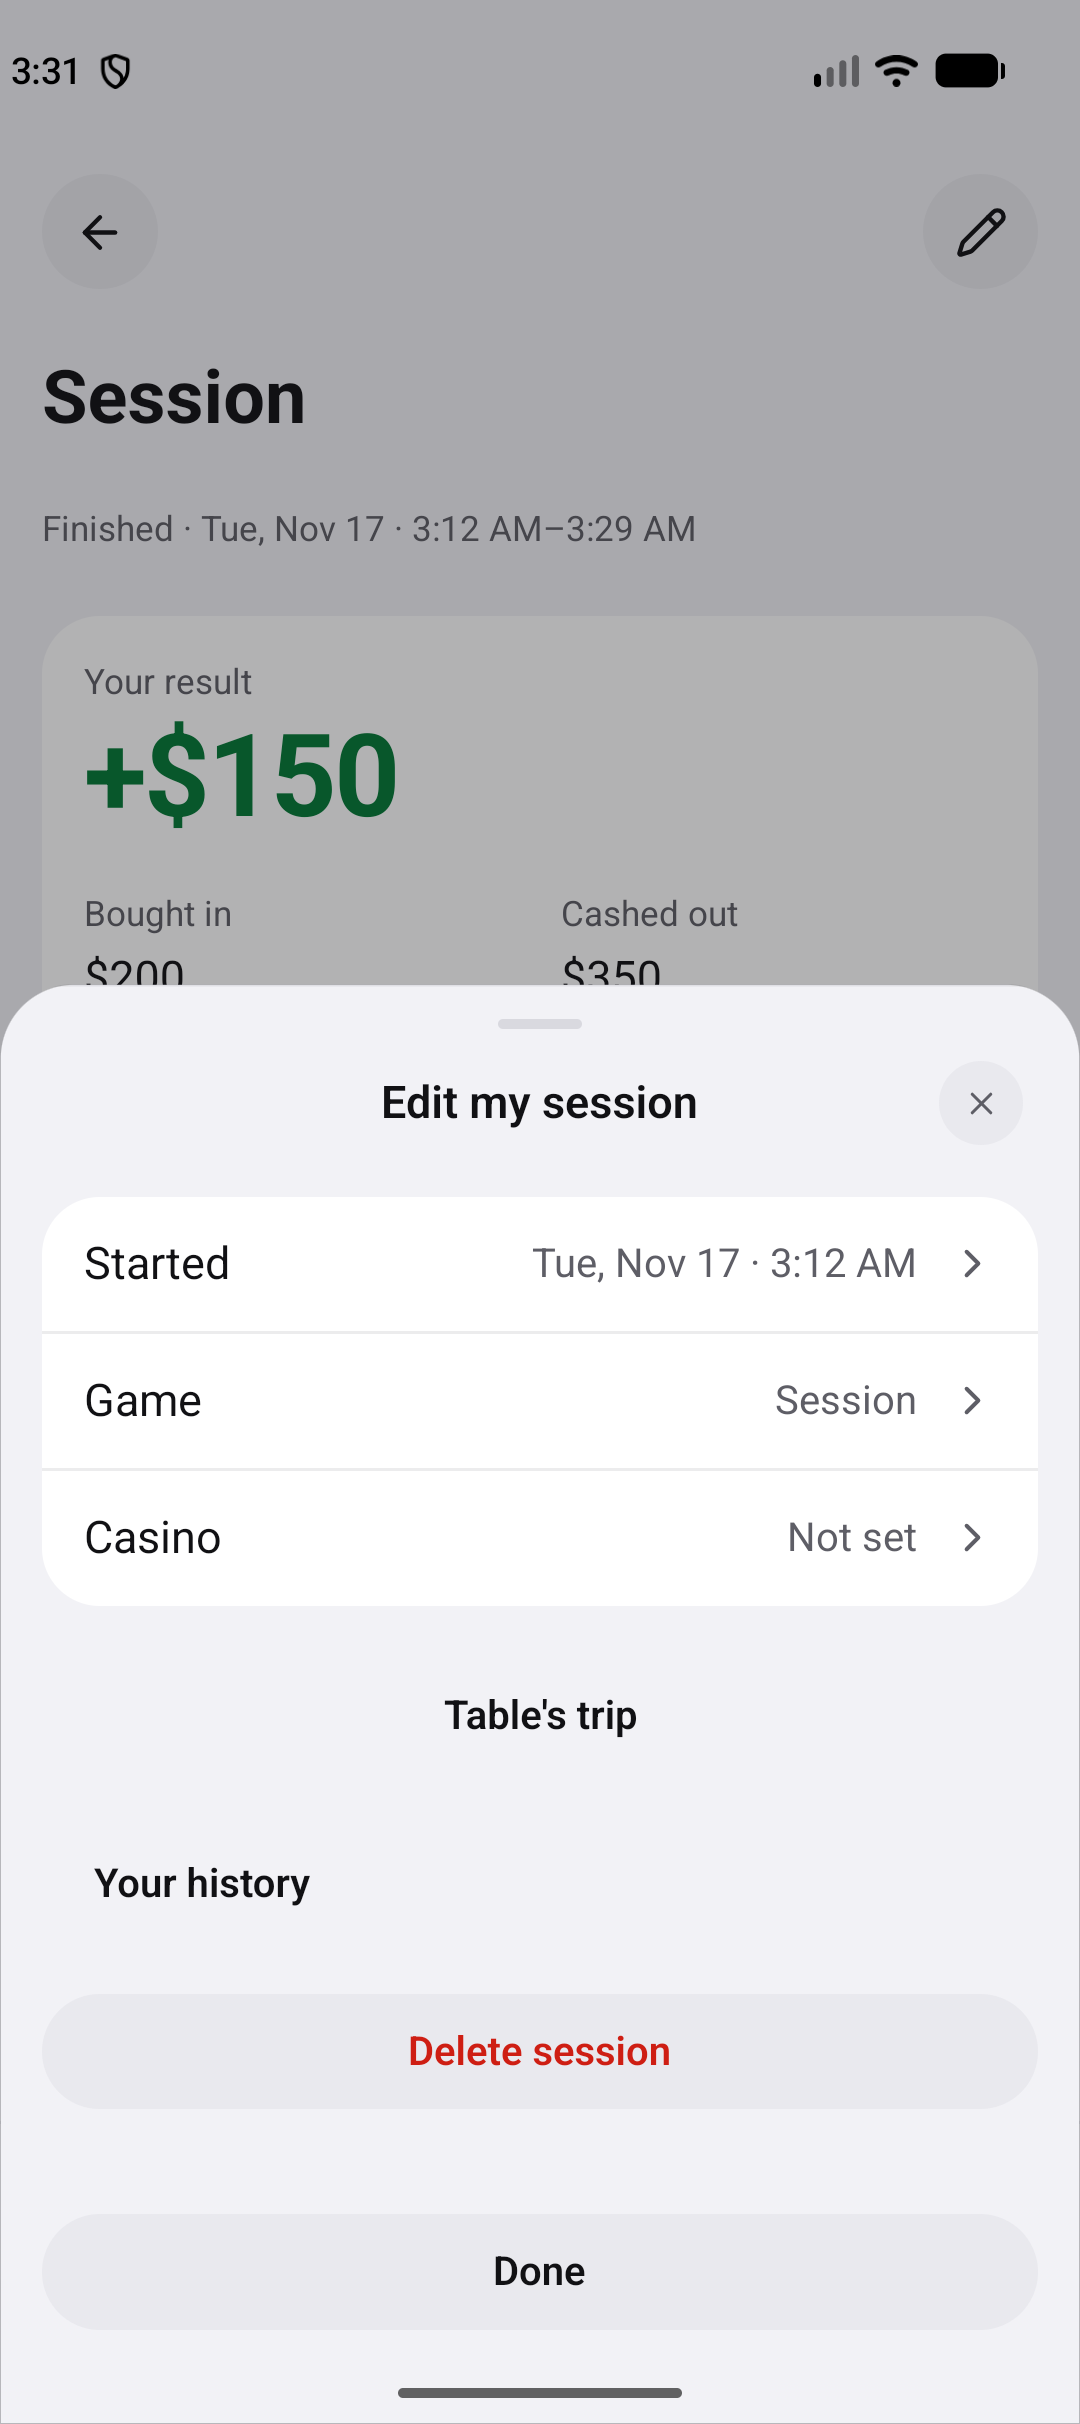 3:31
Session
Finished · Tue, Nov 17 · 3:12 AM–3:29 AM
Your result
+$150
Bought in
Cashed out
$200
$350
Edit my session
Started
Tue, Nov 17 · 3:12 AM
Game
Session
Casino
Not set
Table's trip
Your history
Delete session
Done